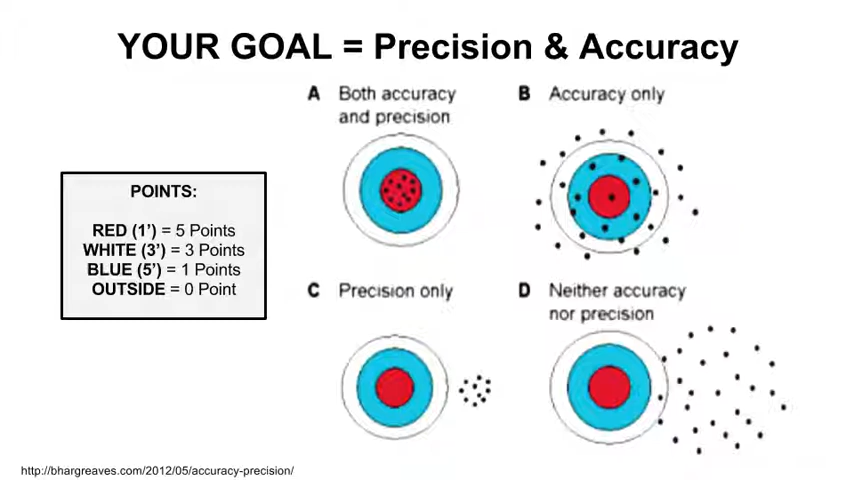 YOUR GOAL = Precision & Accuracy
A Both accuracy
and precision
B Accuracy only
POINTS:
RED (1’) = 5 Points
WHITE (3’) = 3 Points
BLUE (5’) = 1 Points
OUTSIDE = 0 Point
C Precision only
D Neither accuracy
nor precision
http://bhargreaves.com/2012/05/accuracy-precision/